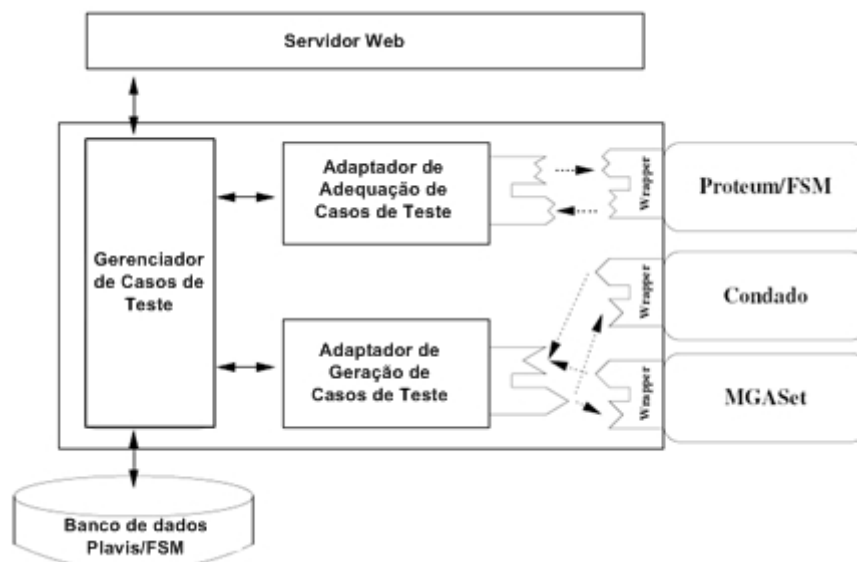 Servidor Web
Gerenciador
de Casos de
Teste
Adaptador de
Adequação de
Casos de Teste
Wrapper
Proteum/FSM
Adaptador de
Geração de
Casos de Teste
Wrapper
Condado
Wrapper
MGASet
Banco de dados
Plavis/FSM